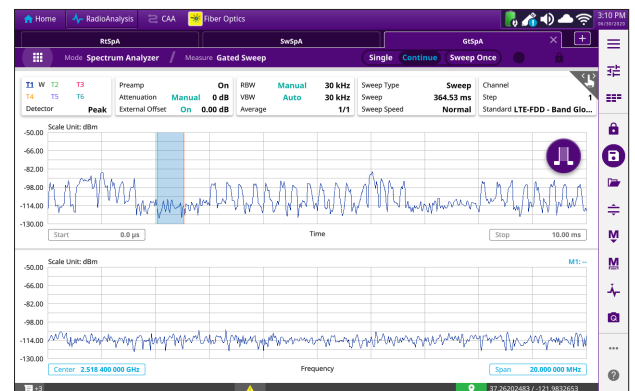 Home RadioAnalysis CAA Fiber Optics 3:10 PM
06/30/2020
RtSpA SwSpA GtSpA
Mode Spectrum Analyzer / Measure Gated Sweep Single Continue Sweep Once
T1 W T2 T3 Preamp On RBW Manual 30 kHz Sweep Type Sweep Channel
T4 T5 T6 Attenuation Manual 0 dB VBW Auto 30 kHz Sweep 364.53 ms Step 1
Detector Peak External Offset On 0.00 dB Average 1/1 Sweep Speed Normal Standard LTE-FDD - Band Glo...
Scale Unit: dBm
-50.00
-66.00
-82.00
-98.00
-114.00
-130.00
Start 0.0 μs Time Stop 10.00 ms
Scale Unit: dBm M1: --
-50.00
-66.00
-82.00
-98.00
-114.00
-130.00
Center 2.518 400 000 GHz Frequency Span 20.000 000 MHz
+3 37.26202483 / -121.9832653